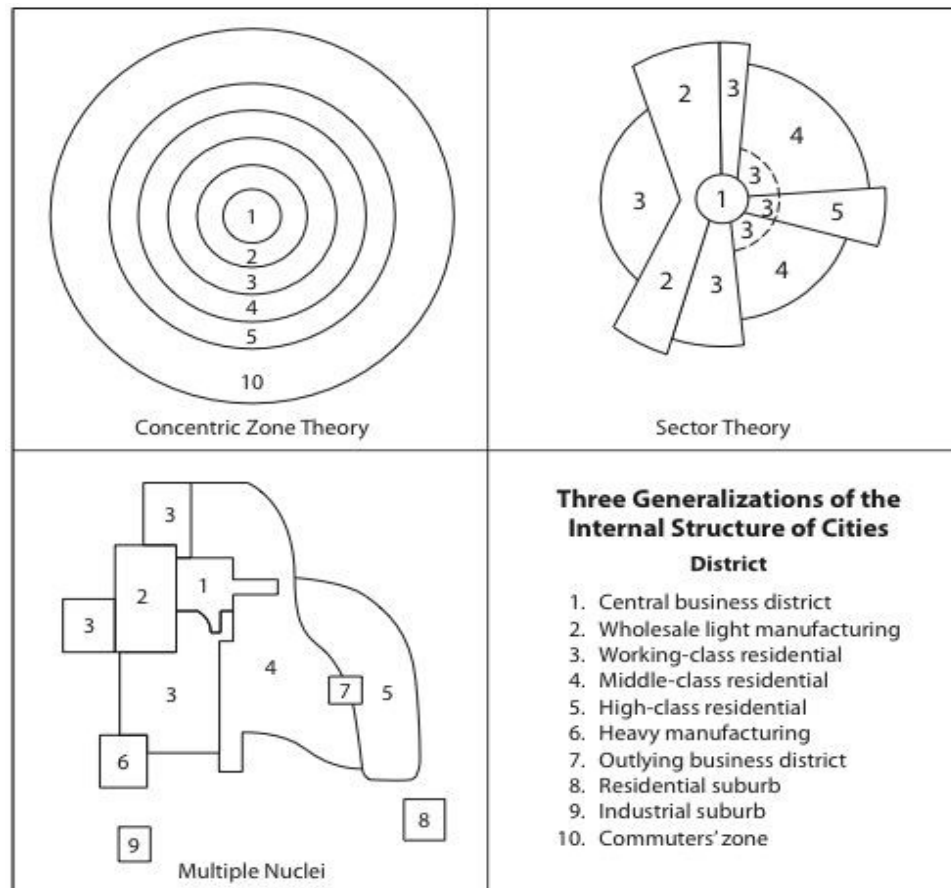 1
2
3
4
5
10
Concentric Zone Theory
2
3
4
3
3
1
3
5
3
2
3
4
Sector Theory
3
1
2
3
3
4
7
5
6
8
9
Multiple Nuclei
Three Generalizations of the
Internal Structure of Cities
District
1. Central business district
2. Wholesale light manufacturing
3. Working-class residential
4. Middle-class residential
5. High-class residential
6. Heavy manufacturing
7. Outlying business district
8. Residential suburb
9. Industrial suburb
10. Commuters' zone